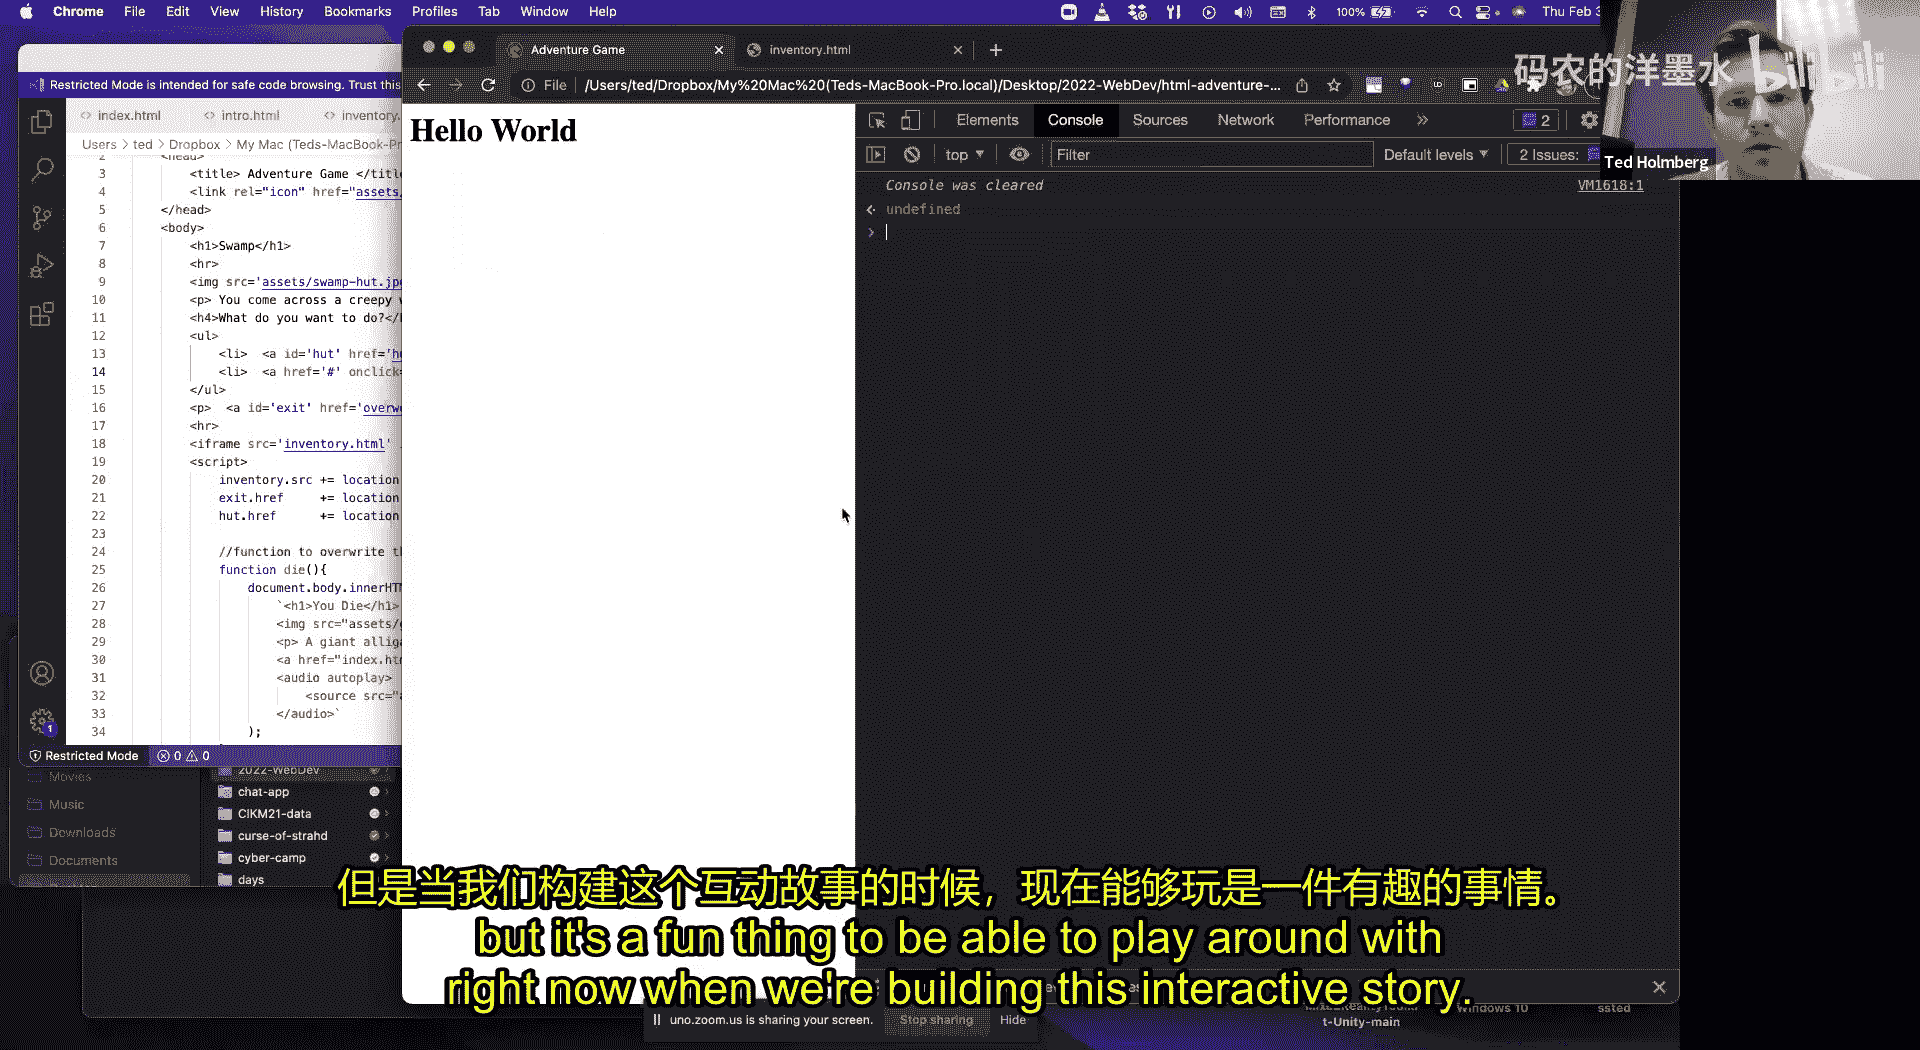 Chrome File Edit View History Bookmarks Profiles Tab Window Help 100% Thu Feb
Adventure Game
inventory.html
File /Users/ted/Dropbox/My%20Mac%20(Teds-MacBook-Pro.local)/Desktop/2022-WebDev/html-adventure-...
码农的洋墨水 bilibili
Ted Holmberg
Restricted Mode is intended for safe code browsing. Trust this
index.html intro.html inventory.
Users > ted > Dropbox > My Mac (Teds-MacBook-Pr
2 <head>
3 <title> Adventure Game </title
4 <link rel="icon" href="assets/
5 </head>
6 <body>
7 <h1>Swamp</h1>
8 <hr>
9 <img src='assets/swamp-hut.jp
10 <p> You come across a creepy
11 <h4>What do you want to do?</
12 <ul>
13 <li> <a id='hut' href='h
14 <li> <a href='#' onclick=
15 </ul>
16 <p> <a id='exit' href='overw
17 <hr>
18 <iframe src='inventory.html'
19 <script>
20 inventory.src += location
21 exit.href += location
22 hut.href += location
23
24 //function to overwrite t
25 function die(){
26 document.body.innerHT
27 `<h1>You Die</h1>
28 <img src="assets/
29 <p> A giant allig
30 <a href="index.ht
31 <audio autoplay>
32 <source src="a
33 </audio>`
34 );
Restricted Mode 0 0
Hello World
Elements Console Sources Network Performance » 2
top Filter Default levels 2 Issues:
Console was cleared VM1618:1
undefined
>
Movies
Music
Downloads
Documents
2022-WebDev
chat-app
CIKM21-data
curse-of-strahd
cyber-camp
days
但是当我们构建这个互动故事的时候，现在能够玩是一件有趣的事情。
but it's a fun thing to be able to play around with
right now when we're building this interactive story.
uno.zoom.us is sharing your screen. Stop sharing Hide
t-Unity-main
Windows 10
ssted